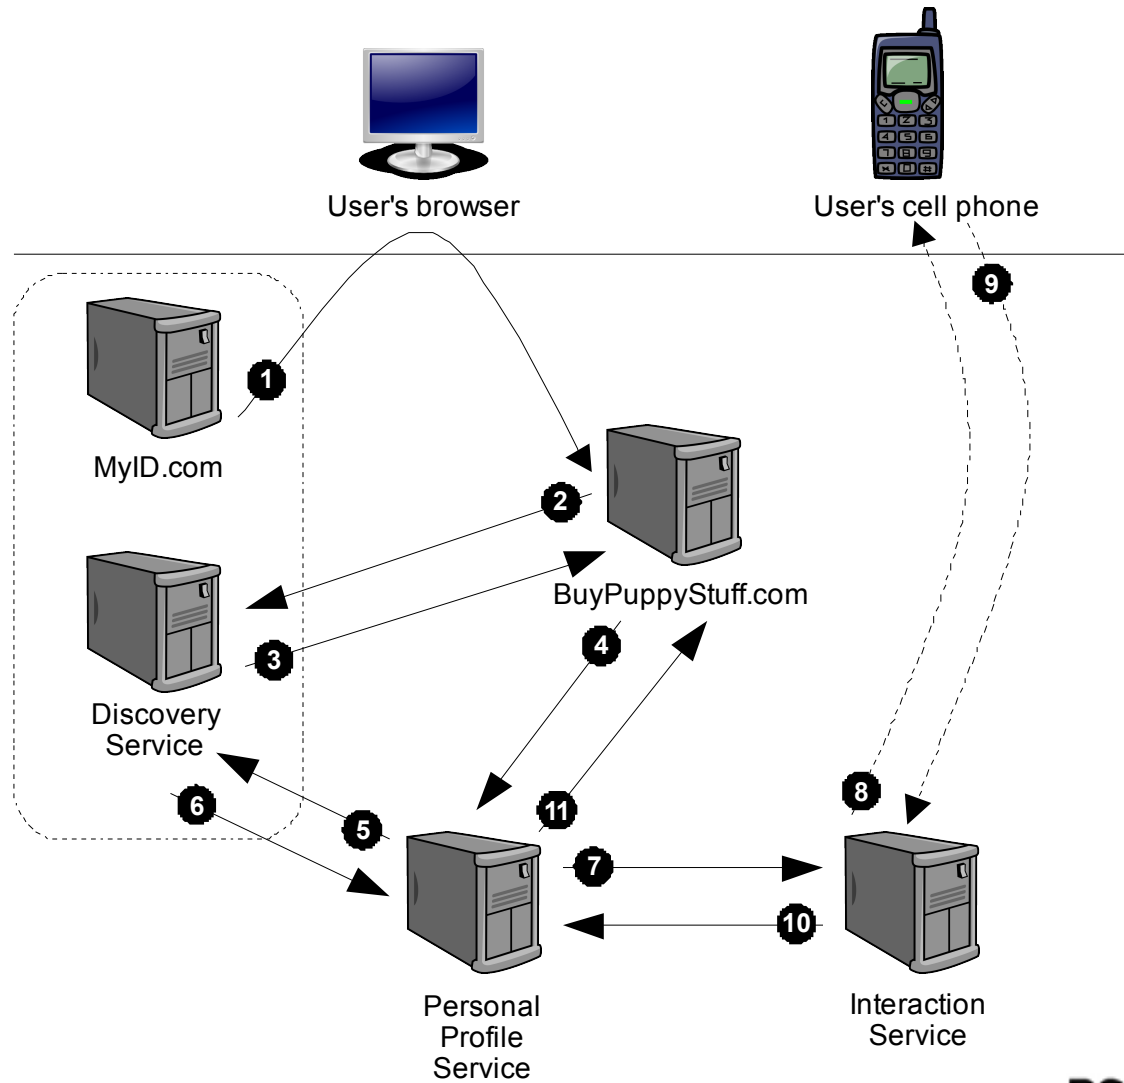 User's browser
User's cell phone
9
1
MyID.com
2
BuyPuppyStuff.com
3
4
Discovery
Service
6
5
11
8
7
10
Personal
Profile
Service
Interaction
Service